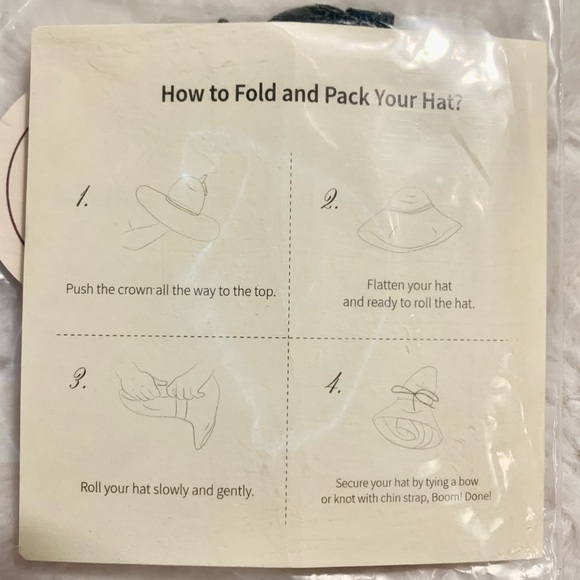 How to Fold and Pack Your Hat?
1.
Push the crown all the way to the top.
2.
Flatten your hat
and ready to roll the hat.
3.
Roll your hat slowly and gently.
4.
Secure your hat by tying a bow
or knot with chin strap, Boom! Done!